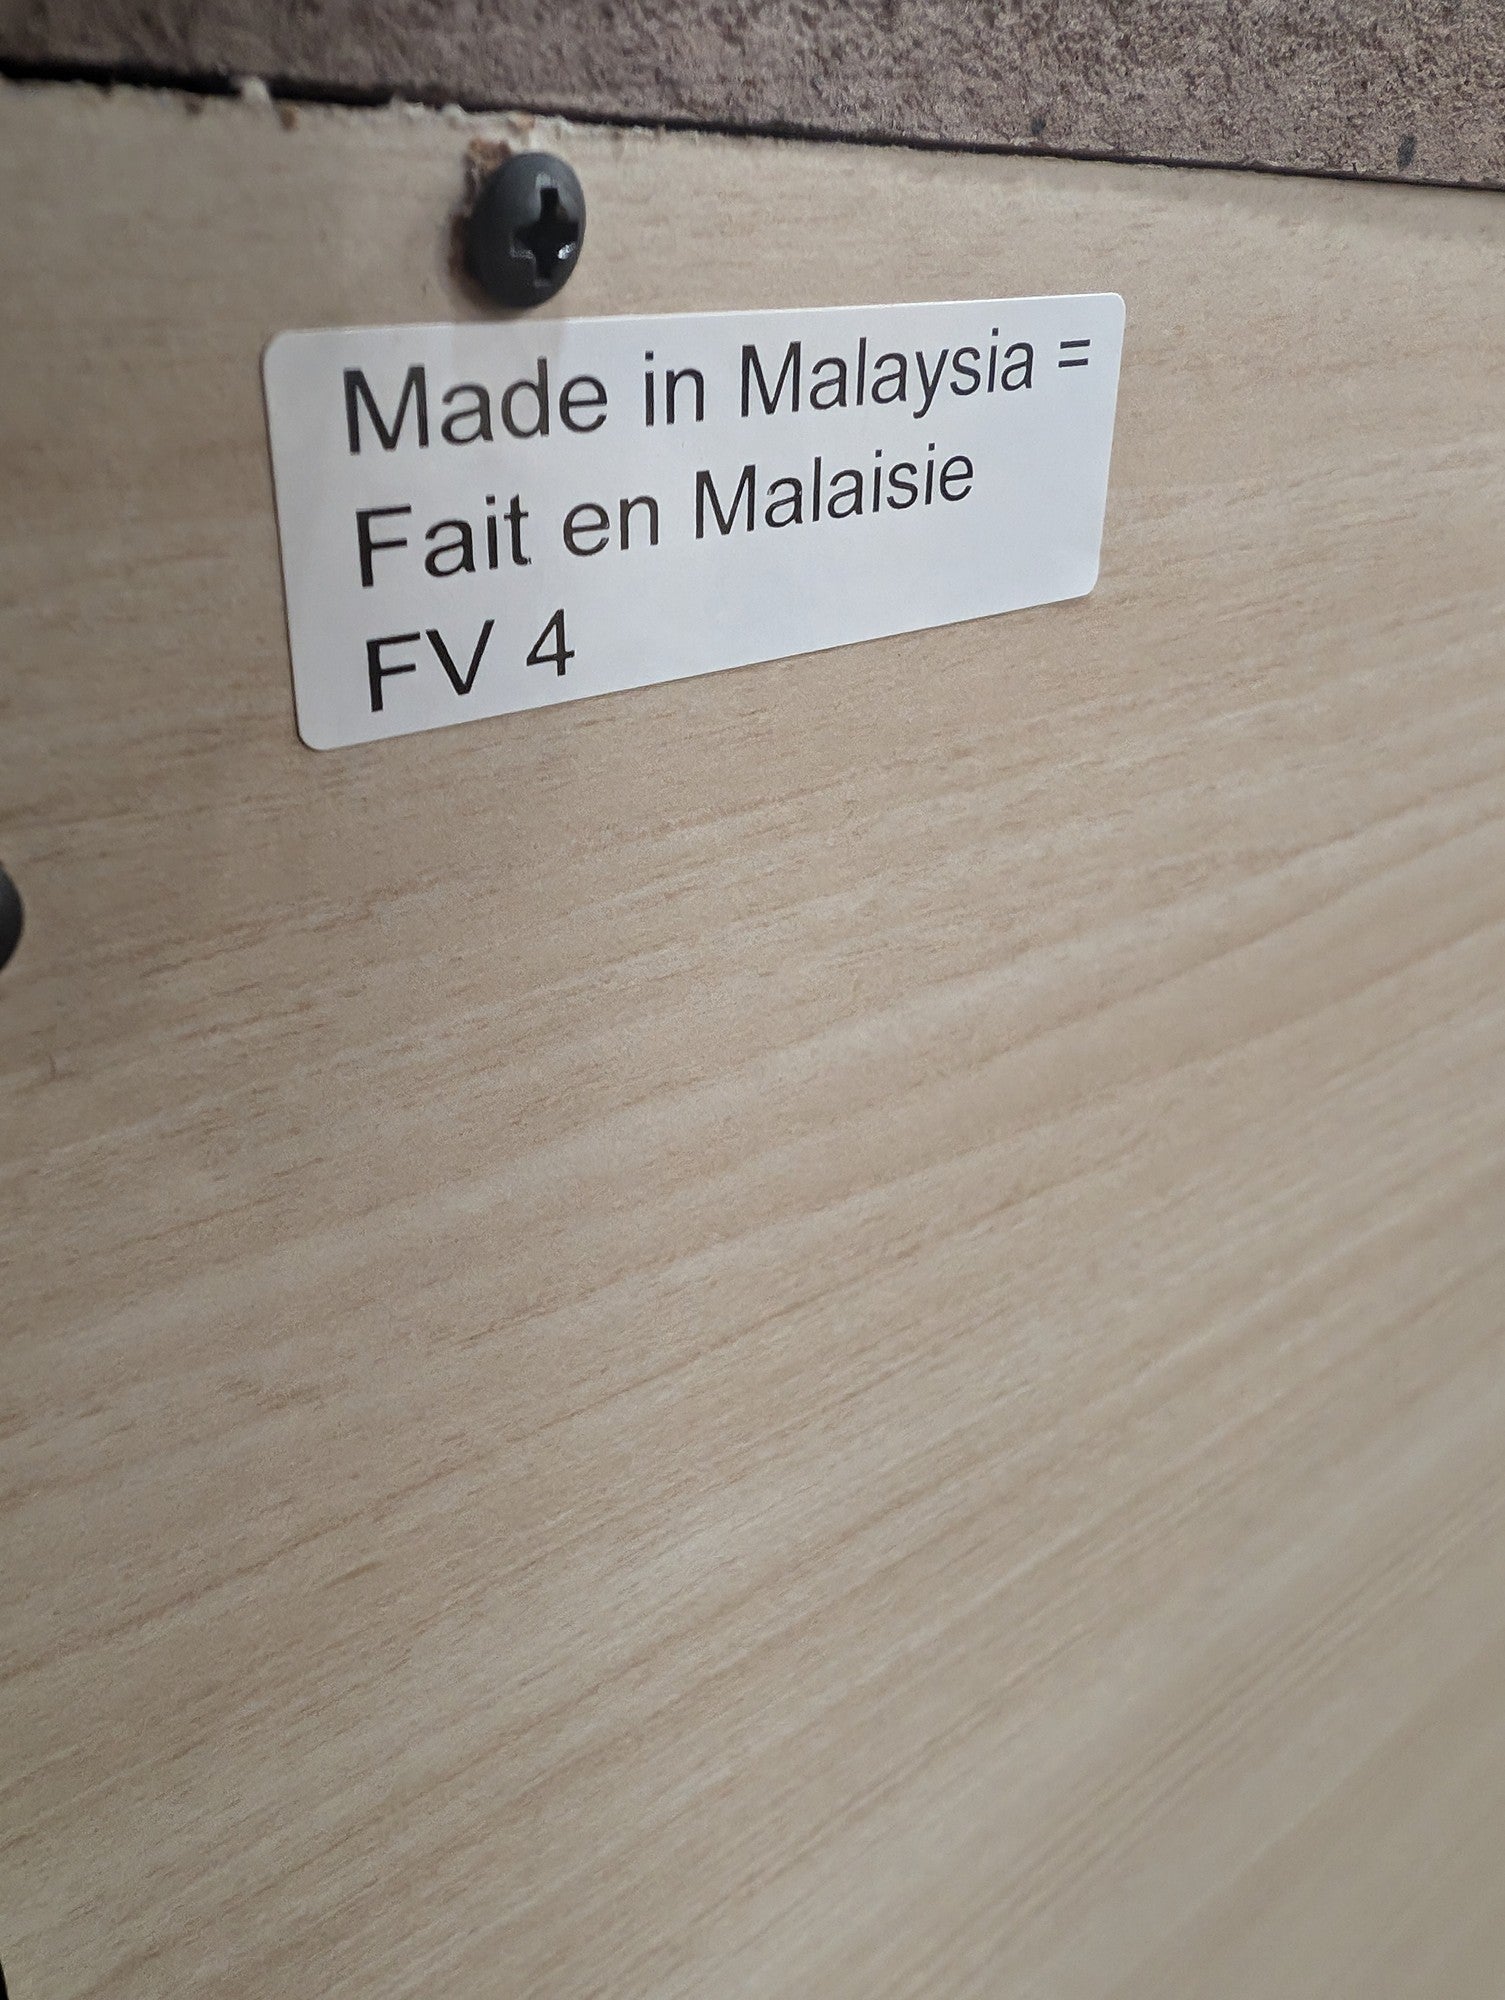 Made in Malaysia =
Fait en Malaisie
FV 4